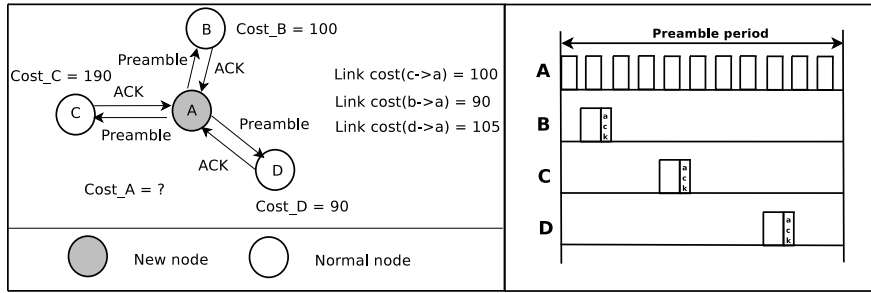 B
Cost_B = 100
Preamble
ACK
Cost_C = 190
ACK
C
A
Preamble
Link cost(c->a) = 100
Link cost(b->a) = 90
Link cost(d->a) = 105
Preamble
ACK
D
Cost_A = ?
Cost_D = 90
New node
Normal node
Preamble period
A
B
ack
C
ack
D
ack